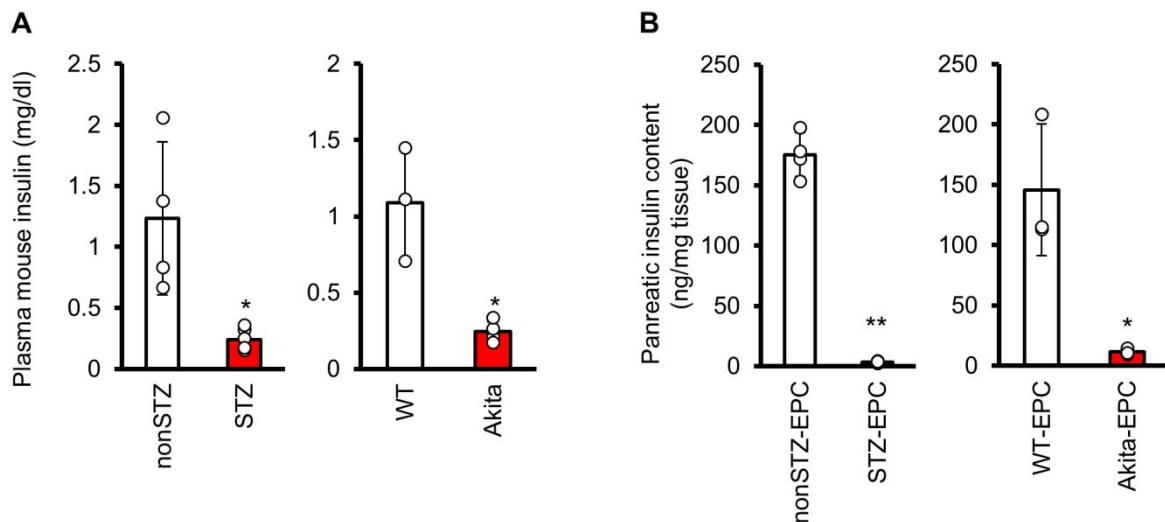 A
Plasma mouse insulin (mg/dl)
2.5
2
1.5
1
0.5
0
*
nonSTZ
STZ
2
1.5
1
0.5
0
*
WT
Akita
B
Panreatic insulin content
(ng/mg tissue)
250
200
150
100
50
0
**
nonSTZ-EPC
STZ-EPC
250
200
150
100
50
0
*
WT-EPC
Akita-EPC